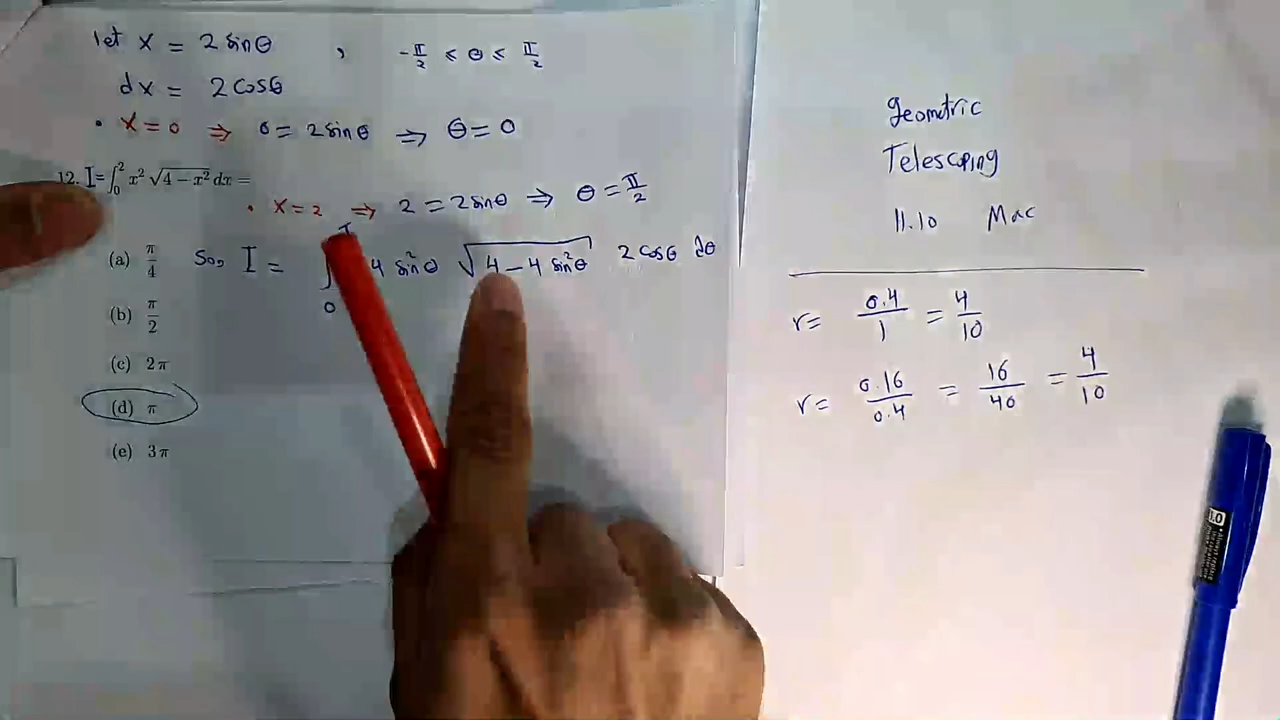 let x = 2 sinθ , -π/2 ≤ θ ≤ π/2
dx = 2 cosθ
• x = 0 ⇒ 0 = 2 sinθ ⇒ θ = 0
12. I = ∫₀² x² √(4 − x²) dx =
• x = 2 ⇒ 2 = 2 sinθ ⇒ θ = π/2
(a) π/4 So, I = ∫₀ 4 sin²θ √(4 − 4 sin²θ) 2 cosθ dθ
(b) π/2
(c) 2π
(d) π
(e) 3π
geometric
Telescoping
11.10 Mac
r = 0.4/1 = 4/10
r = 0.16/0.4 = 16/40 = 4/10
1.0